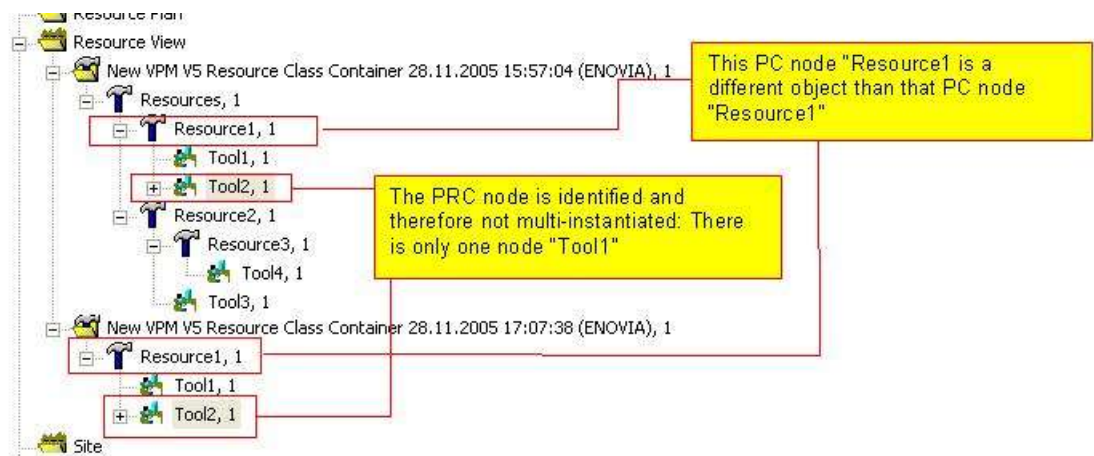 Resource Plan
Resource View
New VPM V5 Resource Class Container 28.11.2005 15:57:04 (ENOVIA), 1
Resources, 1
Resource1, 1
Tool1, 1
Tool2, 1
Resource2, 1
Resource3, 1
Tool4, 1
Tool3, 1
New VPM V5 Resource Class Container 28.11.2005 17:07:38 (ENOVIA), 1
Resource1, 1
Tool1, 1
Tool2, 1
Site
This PC node "Resource1 is a
different object than that PC node
"Resource1"
The PRC node is identified and
therefore not multi-instantiated: There
is only one node "Tool1"